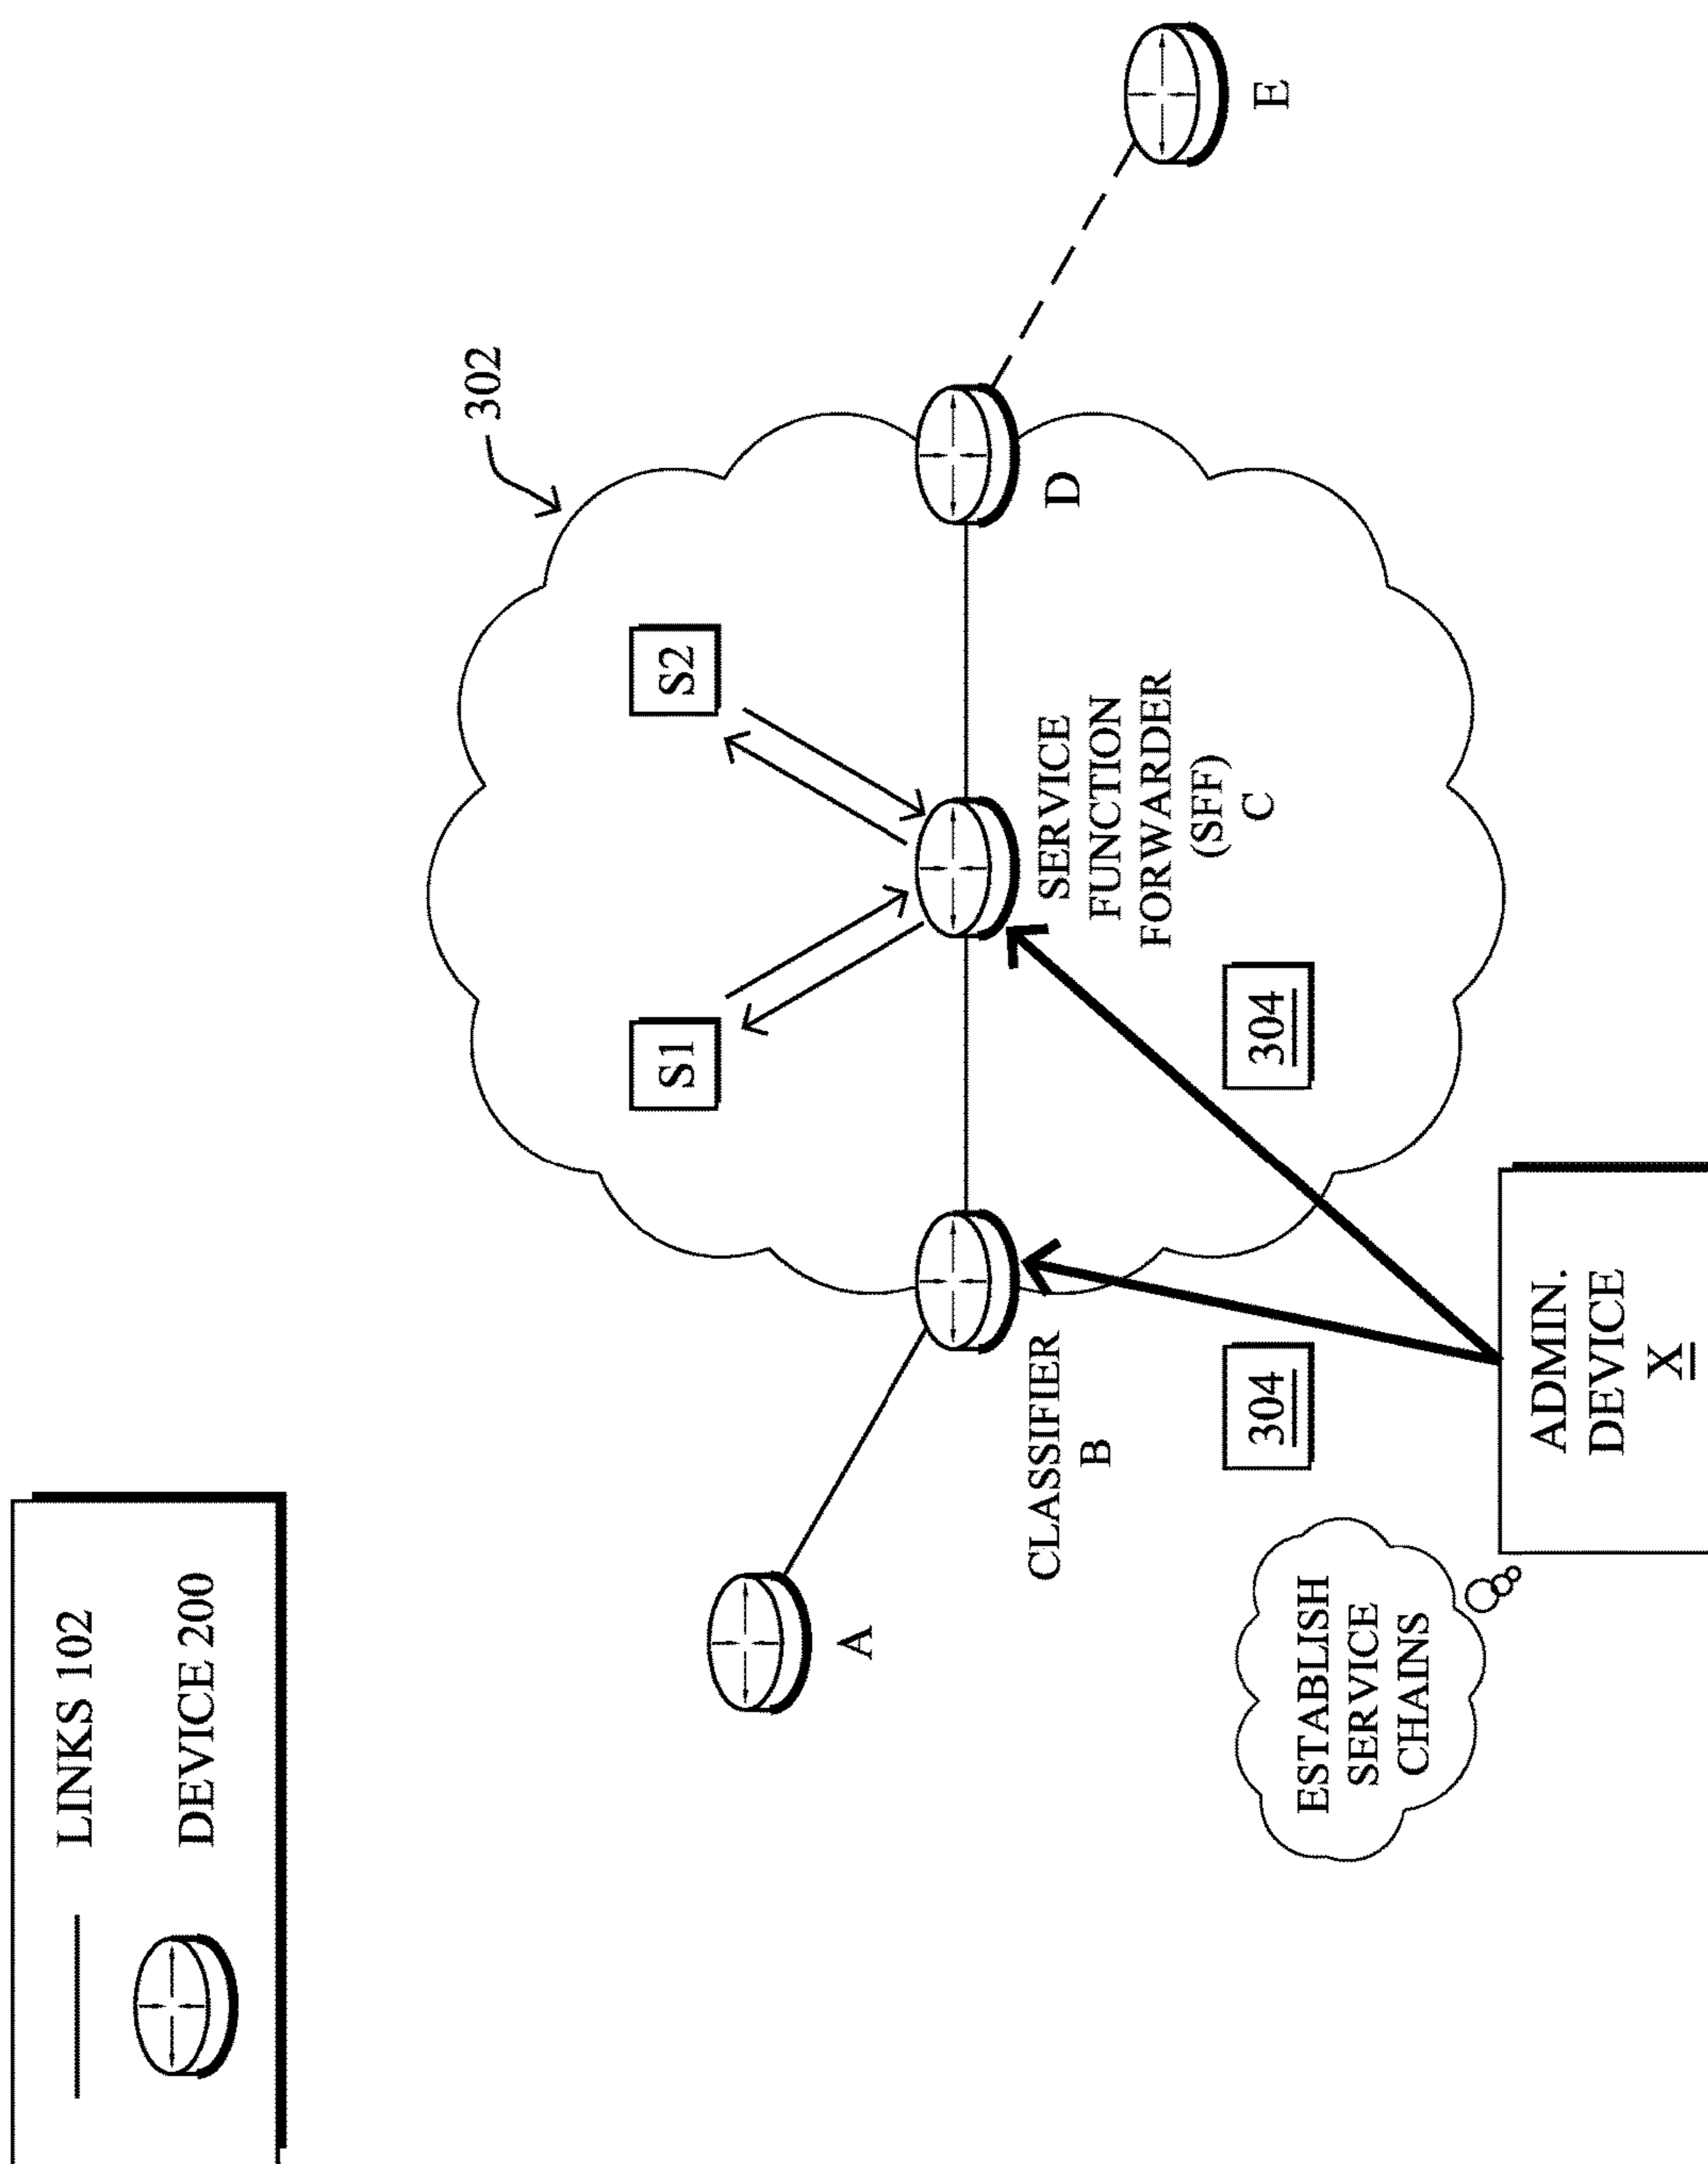 LINKS 102
DEVICE 200
302
S1
S2
A
CLASSIFIER
B
SERVICE
FUNCTION
FORWARDER
(SFF)
C
D
E
304
304
ESTABLISH
SERVICE
CHAINS
ADMIN.
DEVICE
X